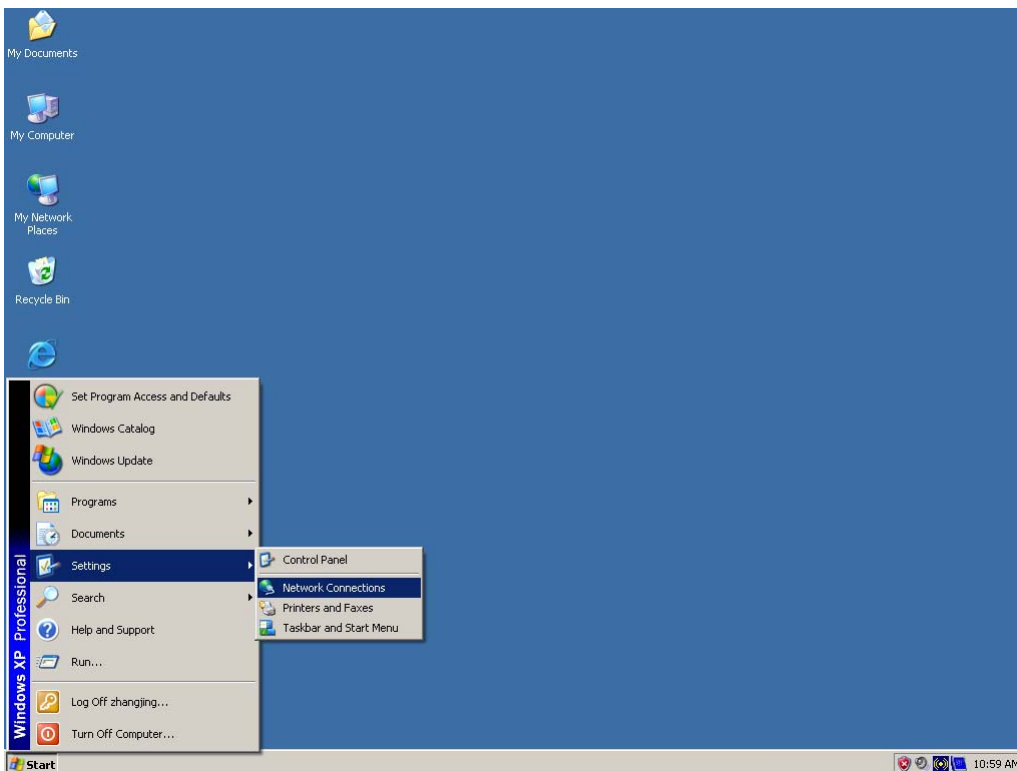 My Documents
My Computer
My Network
Places
Recycle Bin
Set Program Access and Defaults
Windows Catalog
Windows Update
Programs
Documents
Settings
Search
Help and Support
Run...
Log Off zhangjing...
Turn Off Computer...
Windows XP Professional
Control Panel
Network Connections
Printers and Faxes
Taskbar and Start Menu
Start
10:59 AM